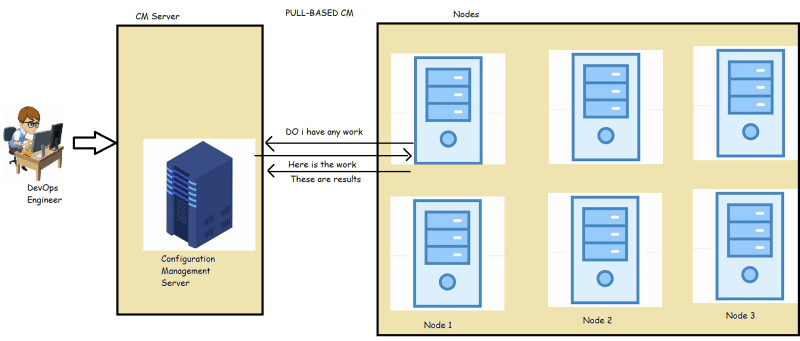 CM Server
PULL-BASED CM
Nodes
DO i have any work
Here is the work
These are results
DevOps
Engineer
Configuration
Management
Server
Node 1
Node 2
Node 3